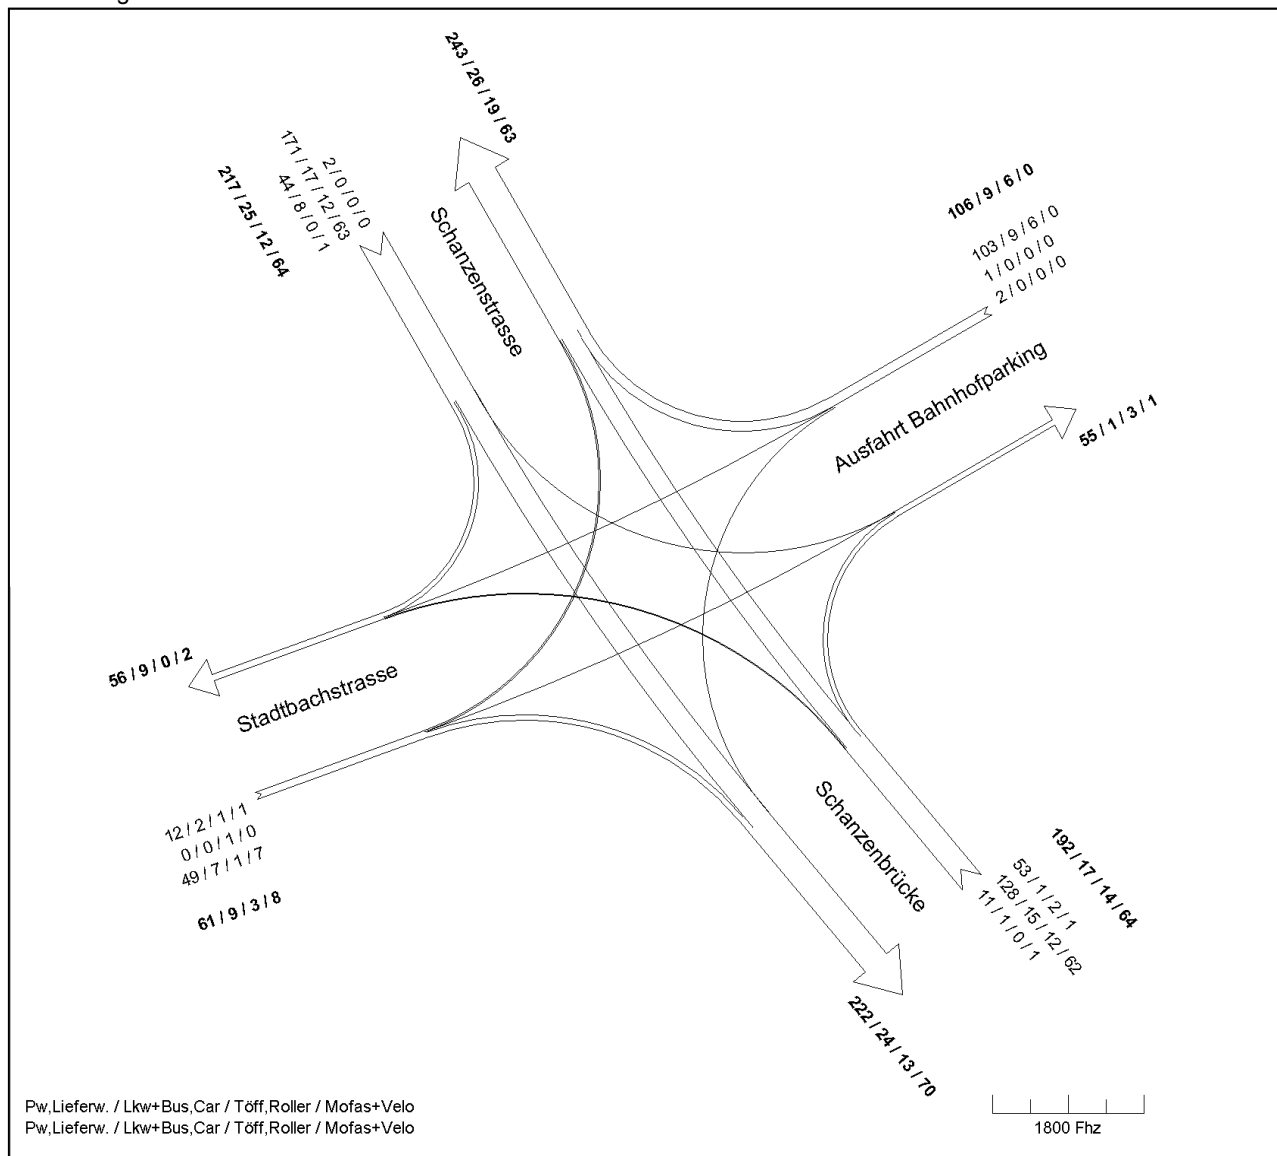 243 / 26 / 19 / 63
2 / 0 / 0 / 0
171 / 17 / 12 / 63
44 / 8 / 0 / 1
217 / 25 / 12 / 64
Schanzenstrasse
106 / 9 / 6 / 0
103 / 9 / 6 / 0
1 / 0 / 0 / 0
2 / 0 / 0 / 0
Ausfahrt Bahnhofparking
55 / 1 / 3 / 1
56 / 9 / 0 / 2
Stadtbachstrasse
12 / 2 / 1 / 1
0 / 0 / 1 / 0
49 / 7 / 1 / 7
61 / 9 / 3 / 8
Schanzenbrücke
192 / 17 / 14 / 64
53 / 1 / 2 / 1
128 / 15 / 12 / 62
11 / 1 / 0 / 1
222 / 24 / 13 / 70
Pw,Lieferw. / Lkw+Bus,Car / Töff,Roller / Mofas+Velo
Pw,Lieferw. / Lkw+Bus,Car / Töff,Roller / Mofas+Velo
1800 Fhz